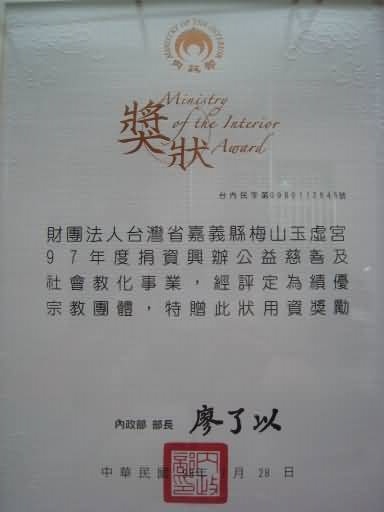 MINISTRY OF THE INTERIOR
內政部
獎狀
Ministry
of the Interior
Award
台內民字第0980112645號
財團法人台灣省嘉義縣梅山玉虛宮
97年度捐資興辦公益慈善及
社會教化事業，經評定為績優
宗教團體，特贈此狀用資獎勵
內政部 部長 廖了以
中華民國 年 月 28 日